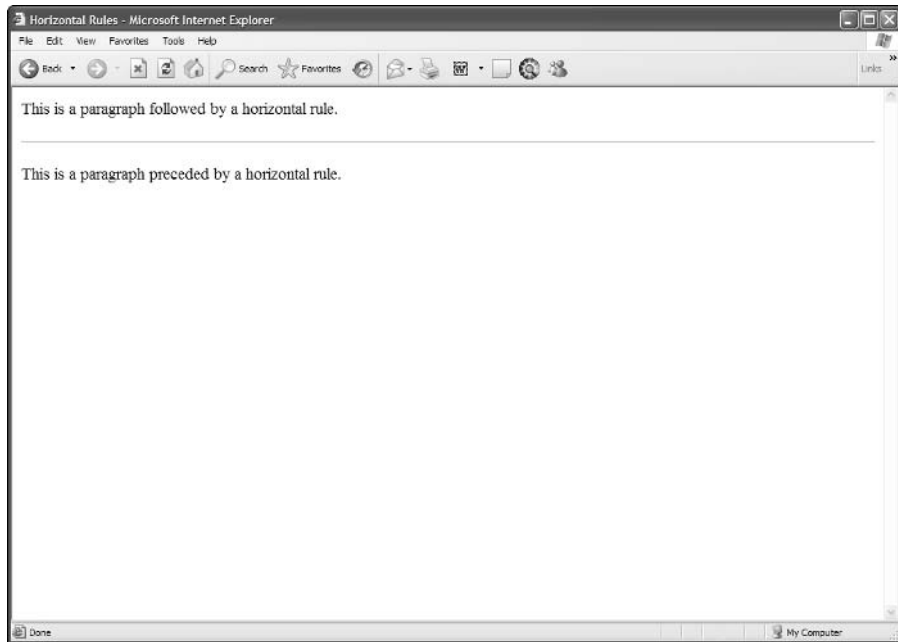 Horizontal Rules - Microsoft Internet Explorer
File Edit View Favorites Tools Help
Back Search Favorites W Links »
This is a paragraph followed by a horizontal rule.
This is a paragraph preceded by a horizontal rule.
Done My Computer